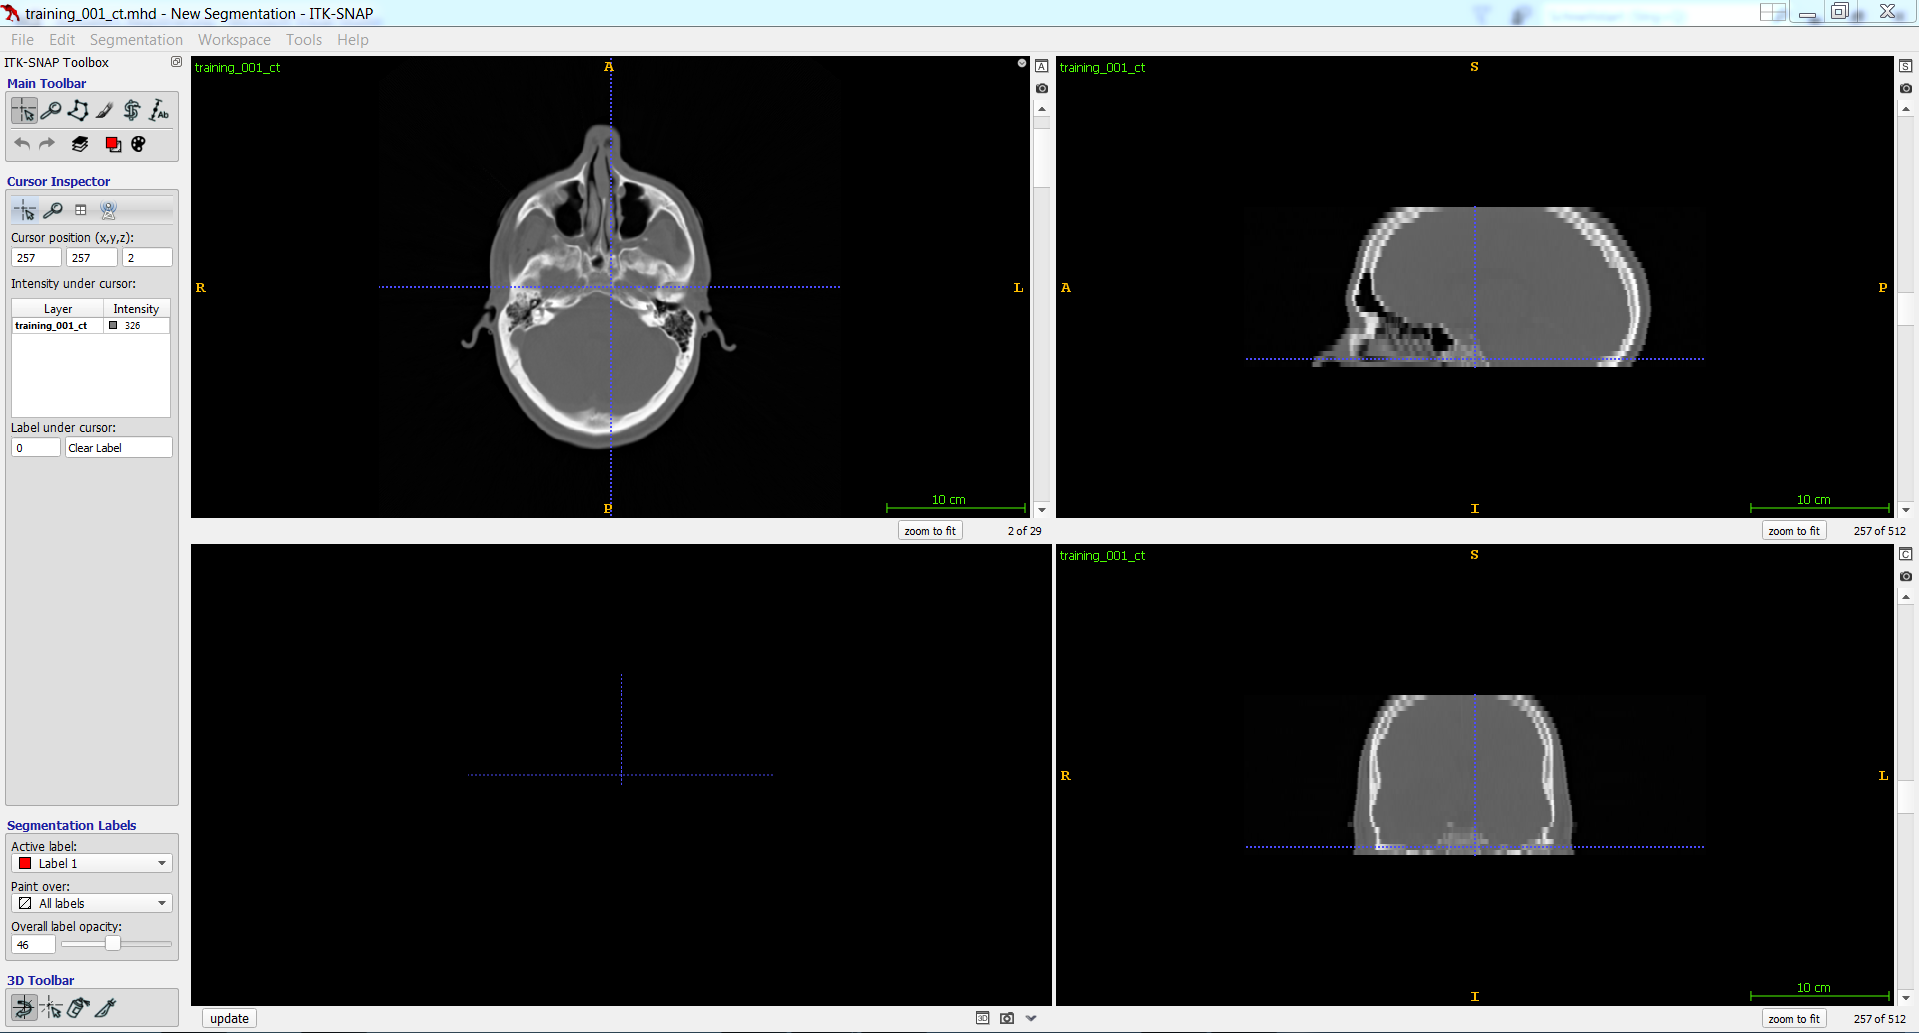 training_001_ct.mhd - New Segmentation - ITK-SNAP
File Edit Segmentation Workspace Tools Help
ITK-SNAP Toolbox
Main Toolbar
Ab
Cursor Inspector
Cursor position (x,y,z):
257 257 2
Intensity under cursor:
Layer Intensity
training_001_ct 326
Label under cursor:
0 Clear Label
Segmentation Labels
Active label:
Label 1
Paint over:
All labels
Overall label opacity:
46
3D Toolbar
training_001_ct
A
A
R
L
P
10 cm
zoom to fit 2 of 29
training_001_ct
S
S
A
P
I
10 cm
zoom to fit 257 of 512
update
3D
training_001_ct
S
C
R
L
I
10 cm
zoom to fit 257 of 512